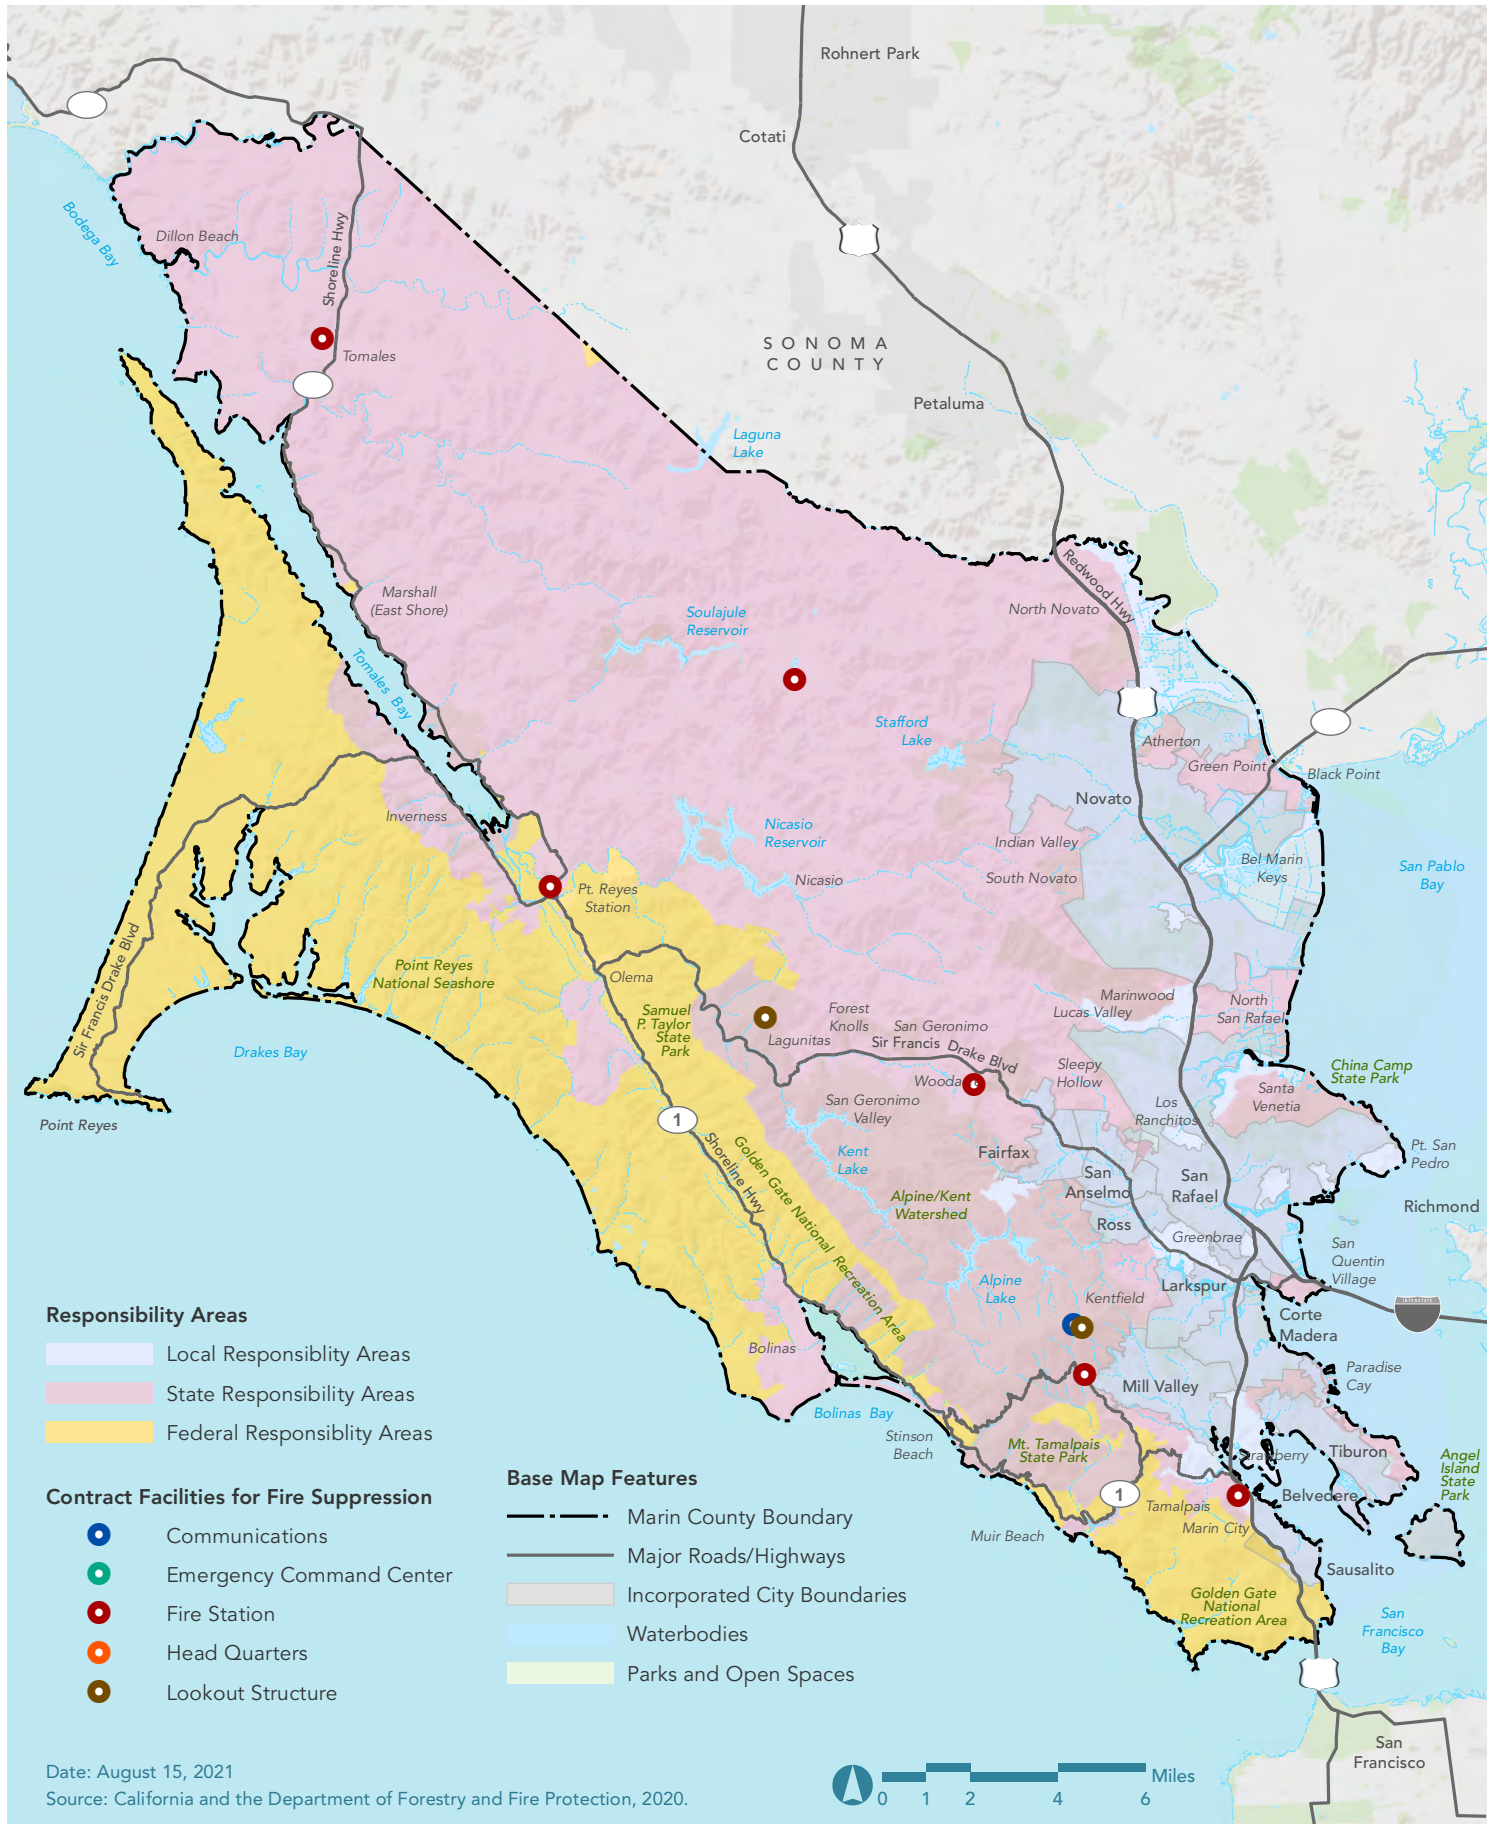 Rohnert Park
Cotati
Bodega Bay
Dillon Beach
Shoreline Hwy
Tomales
SONOMA
COUNTY
Petaluma
Laguna
Lake
Marshall
(East Shore)
Tomales Bay
Soulajule
Reservoir
Redwood Hwy
North Novato
Stafford
Lake
Atherton
Green Point
Black Point
Novato
Inverness
Nicasio
Reservoir
Indian Valley
South Novato
Nicasio
Bel Marin
Keys
San Pablo
Bay
Pt. Reyes
Station
Sir Francis Drake Blvd
Point Reyes
National Seashore
Olema
Samuel
P. Taylor
State
Park
Marinwood
Lucas Valley
North
San Rafael
Forest
Knolls
San Geronimo
Lagunitas
Sir Francis Drake Blvd
Drakes Bay
Sleepy
Hollow
China Camp
State Park
Santa
Venetia
Point Reyes
San Geronimo
Valley
Los
Ranchitos
1
Shoreline Hwy
Golden Gate National Recreation Area
Kent
Lake
Fairfax
San
Anselmo
San
Rafael
Pt. San
Pedro
Alpine/Kent
Watershed
Ross
Richmond
Greenbrae
San
Quentin
Village
Alpine
Lake
Larkspur
Kentfield
INTERSTATE
Corte
Madera
Bolinas
Paradise
Cay
Mill Valley
Bolinas Bay
Stinson
Beach
Mt. Tamalpais
State Park
Strawberry
Tiburon
Angel
Island
State
Park
1
Belvedere
Tamalpais
Marin City
Muir Beach
Sausalito
Golden Gate
National
Recreation Area
San
Francisco
Bay
San
Francisco
Responsibility Areas
Local Responsiblity Areas
State Responsibility Areas
Federal Responsiblity Areas
Contract Facilities for Fire Suppression
Communications
Emergency Command Center
Fire Station
Head Quarters
Lookout Structure
Base Map Features
Marin County Boundary
Major Roads/Highways
Incorporated City Boundaries
Waterbodies
Parks and Open Spaces
Date: August 15, 2021
Source: California and the Department of Forestry and Fire Protection, 2020.
0 1 2 4 6 Miles